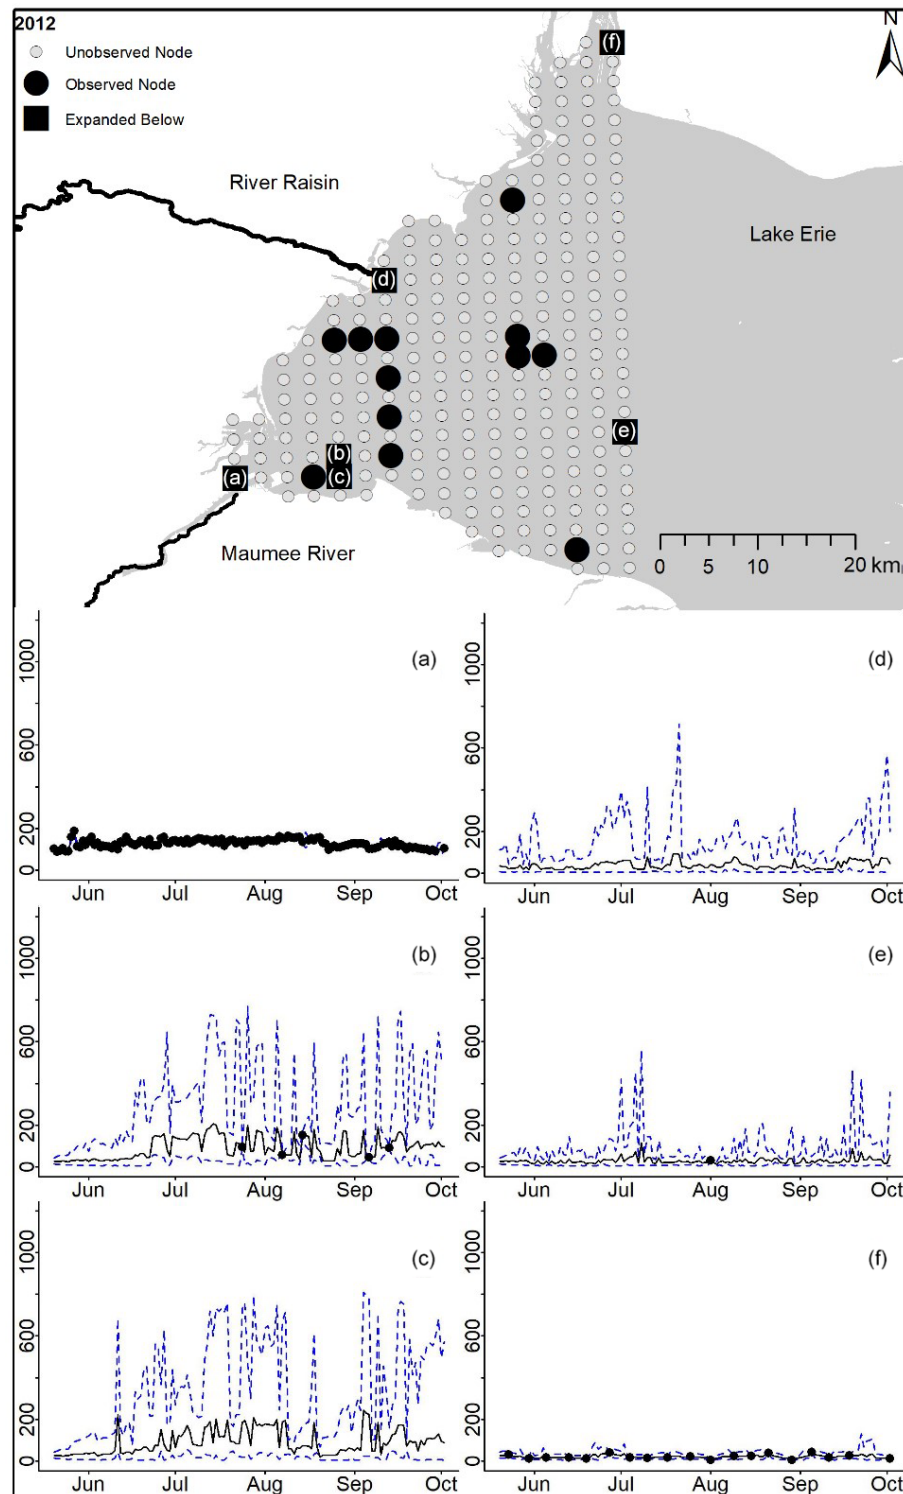 2012
N
Unobserved Node
Observed Node
Expanded Below
(f)
River Raisin
Lake Erie
(d)
(e)
(b)
(a)
(c)
Maumee River
0 5 10 20 km
(a)
1000
600
200
0
Jun Jul Aug Sep Oct
(d)
1000
600
200
0
Jun Jul Aug Sep Oct
(b)
1000
600
200
0
Jun Jul Aug Sep Oct
(e)
1000
600
200
0
Jun Jul Aug Sep Oct
(c)
1000
600
200
0
Jun Jul Aug Sep Oct
(f)
1000
600
200
0
Jun Jul Aug Sep Oct